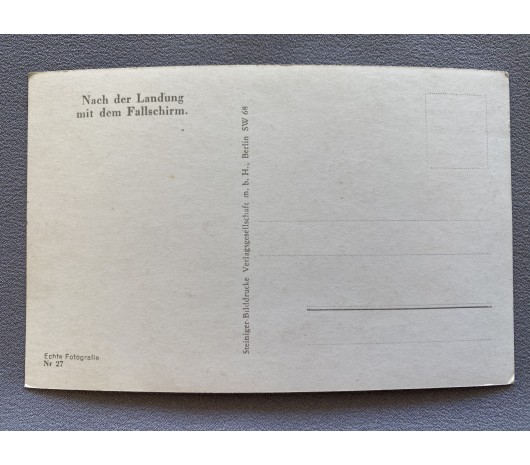 Nach der Landung
mit dem Fallschirm.
Steiniger-Bilddrucke Verlagsgesellschaft m. b. H., Berlin SW 68
Echte Fotografie
Nr 27